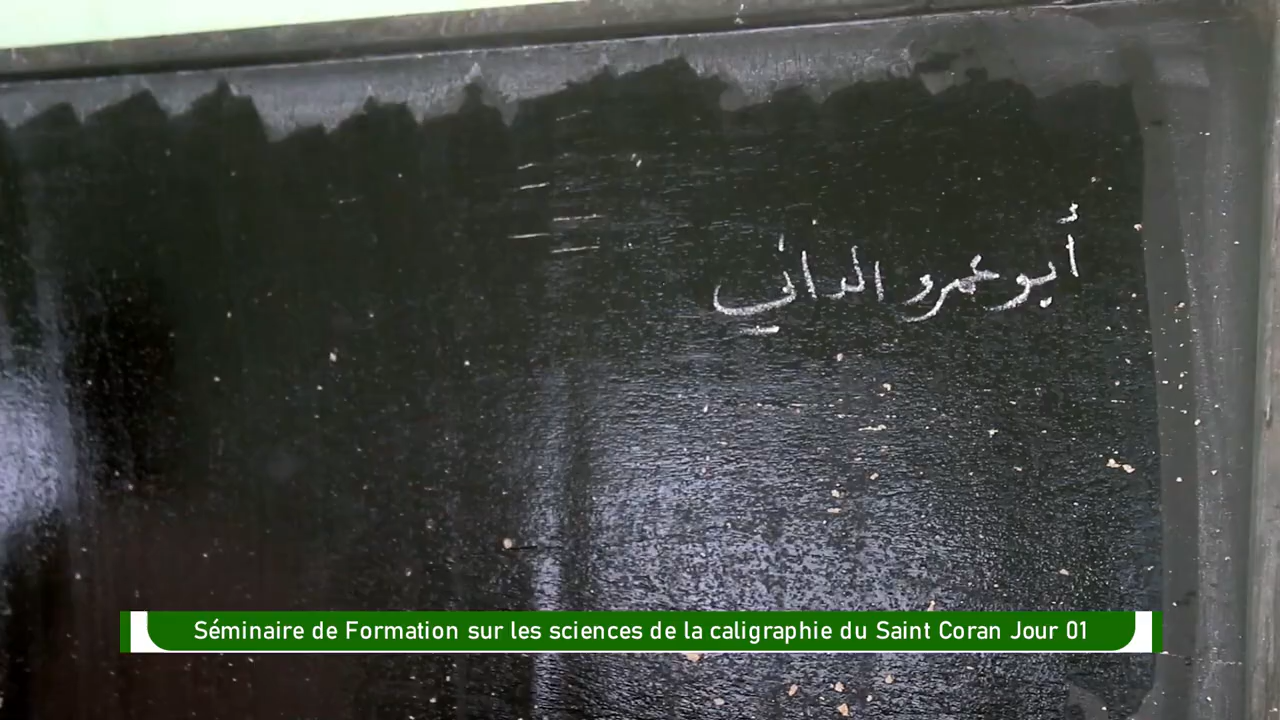 أبو عمرو الداني
Séminaire de Formation sur les sciences de la caligraphie du Saint Coran Jour 01